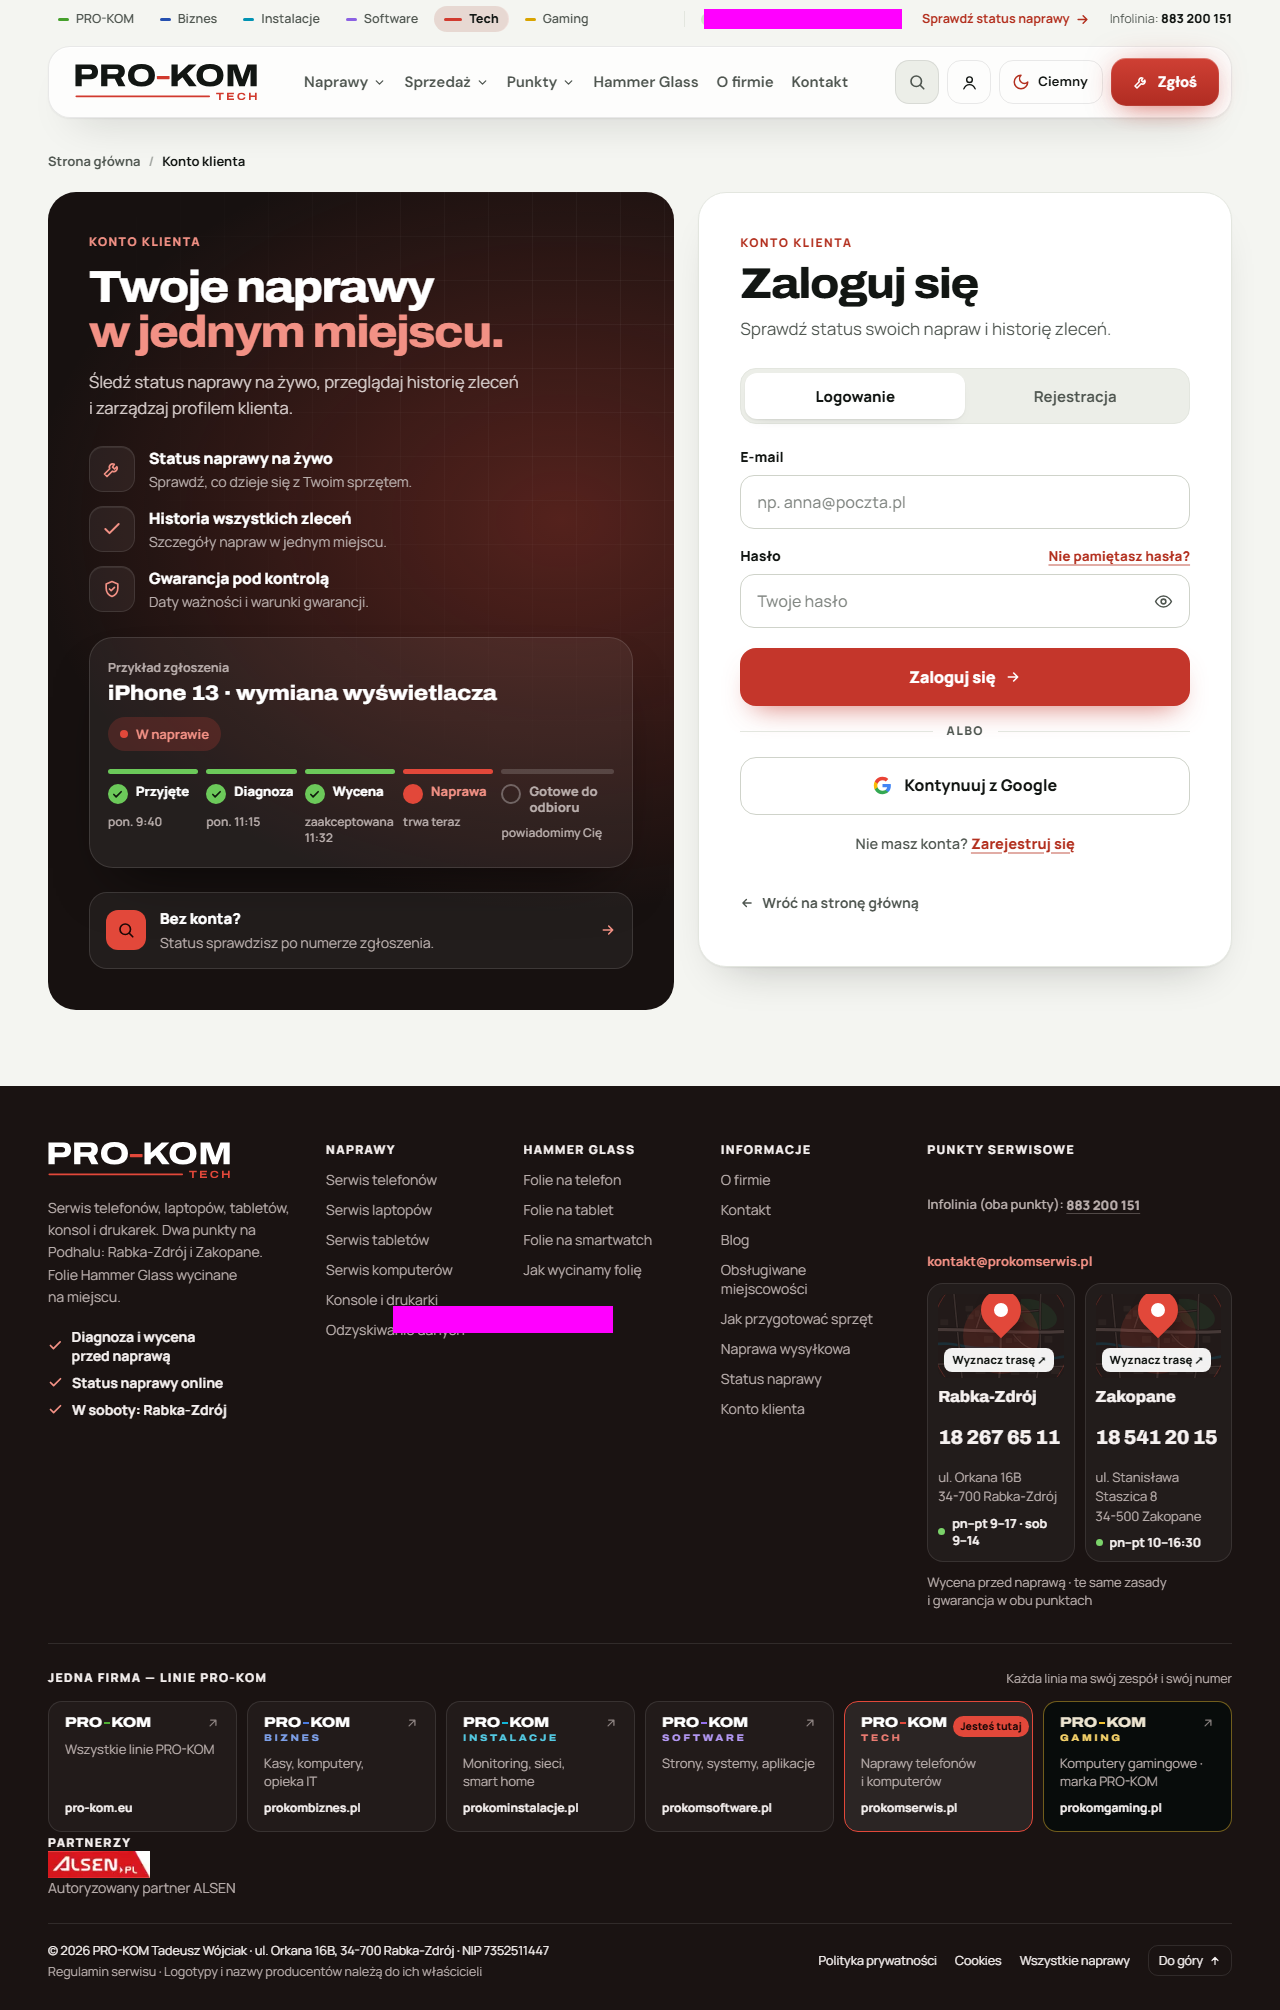 PRO-KOM
Biznes
Instalacje
Software
Tech
Gaming
Sprawdź status naprawy →
Infolinia: 883 200 151
PRO-KOM
TECH
Naprawy
Sprzedaż
Punkty
Hammer Glass
O firmie
Kontakt
Ciemny
Zgłoś
Strona główna / Konto klienta
KONTO KLIENTA
Twoje naprawy
w jednym miejscu.
Śledź status naprawy na żywo, przeglądaj historię zleceń
i zarządzaj profilem klienta.
Status naprawy na żywo
Sprawdź, co dzieje się z Twoim sprzętem.
Historia wszystkich zleceń
Szczegóły napraw w jednym miejscu.
Gwarancja pod kontrolą
Daty ważności i warunki gwarancji.
Przykład zgłoszenia
iPhone 13 · wymiana wyświetlacza
W naprawie
Przyjęte
pon. 9:40
Diagnoza
pon. 11:15
Wycena
zaakceptowana
11:32
Naprawa
trwa teraz
Gotowe do
odbioru
powiadomimy Cię
Bez konta?
Status sprawdzisz po numerze zgłoszenia.
→
KONTO KLIENTA
Zaloguj się
Sprawdź status swoich napraw i historię zleceń.
Logowanie
Rejestracja
E-mail
np. anna@poczta.pl
Hasło
Nie pamiętasz hasła?
Twoje hasło
Zaloguj się →
ALBO
Kontynuuj z Google
Nie masz konta? Zarejestruj się
← Wróć na stronę główną
PRO-KOM
TECH
Serwis telefonów, laptopów, tabletów,
konsol i drukarek. Dwa punkty na
Podhalu: Rabka-Zdrój i Zakopane.
Folie Hammer Glass wycinane
na miejscu.
Diagnoza i wycena
przed naprawą
Status naprawy online
W soboty: Rabka-Zdrój
NAPRAWY
Serwis telefonów
Serwis laptopów
Serwis tabletów
Serwis komputerów
Konsole i drukarki
HAMMER GLASS
Folie na telefon
Folie na tablet
Folie na smartwatch
Jak wycinamy folię
INFORMACJE
O firmie
Kontakt
Blog
Obsługiwane
miejscowości
Jak przygotować sprzęt
Naprawa wysyłkowa
Status naprawy
Konto klienta
PUNKTY SERWISOWE
Infolinia (oba punkty): 883 200 151
kontakt@prokomserwis.pl
Wyznacz trasę ↗
Rabka-Zdrój
18 267 65 11
ul. Orkana 16B
34-700 Rabka-Zdrój
pn–pt 9–17 · sob
9–14
Wyznacz trasę ↗
Zakopane
18 541 20 15
ul. Stanisława
Staszica 8
34-500 Zakopane
pn–pt 10–16:30
Wycena przed naprawą · te same zasady
i gwarancja w obu punktach
JEDNA FIRMA — LINIE PRO-KOM
Każda linia ma swój zespół i swój numer
PRO-KOM
Wszystkie linie PRO-KOM
pro-kom.eu
PRO-KOM
BIZNES
Kasy, komputery,
opieka IT
prokombiznes.pl
PRO-KOM
INSTALACJE
Monitoring, sieci,
smart home
prokominstalacje.pl
PRO-KOM
SOFTWARE
Strony, systemy, aplikacje
prokomsoftware.pl
PRO-KOM
TECH
Jesteś tutaj
Naprawy telefonów
i komputerów
prokomserwis.pl
PRO-KOM
GAMING
Komputery gamingowe ·
marka PRO-KOM
prokomgaming.pl
PARTNERZY
ALSEN.PL
Autoryzowany partner ALSEN
© 2026 PRO-KOM Tadeusz Wójciak · ul. Orkana 16B, 34-700 Rabka-Zdrój · NIP 7352511447
Regulamin serwisu · Logotypy i nazwy producentów należą do ich właścicieli
Polityka prywatności
Cookies
Wszystkie naprawy
Do góry ↑